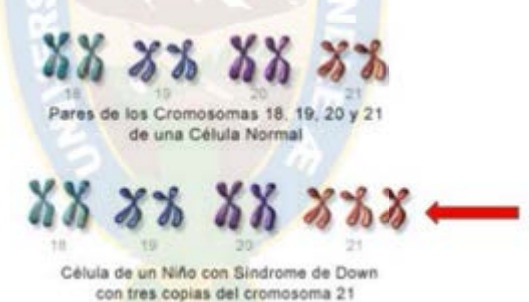 18 19 20 21
Pares de los Cromosomas 18, 19, 20 y 21
de una Célula Normal
18 19 20 21
Célula de un Niño con Síndrome de Down
con tres copias del cromosoma 21